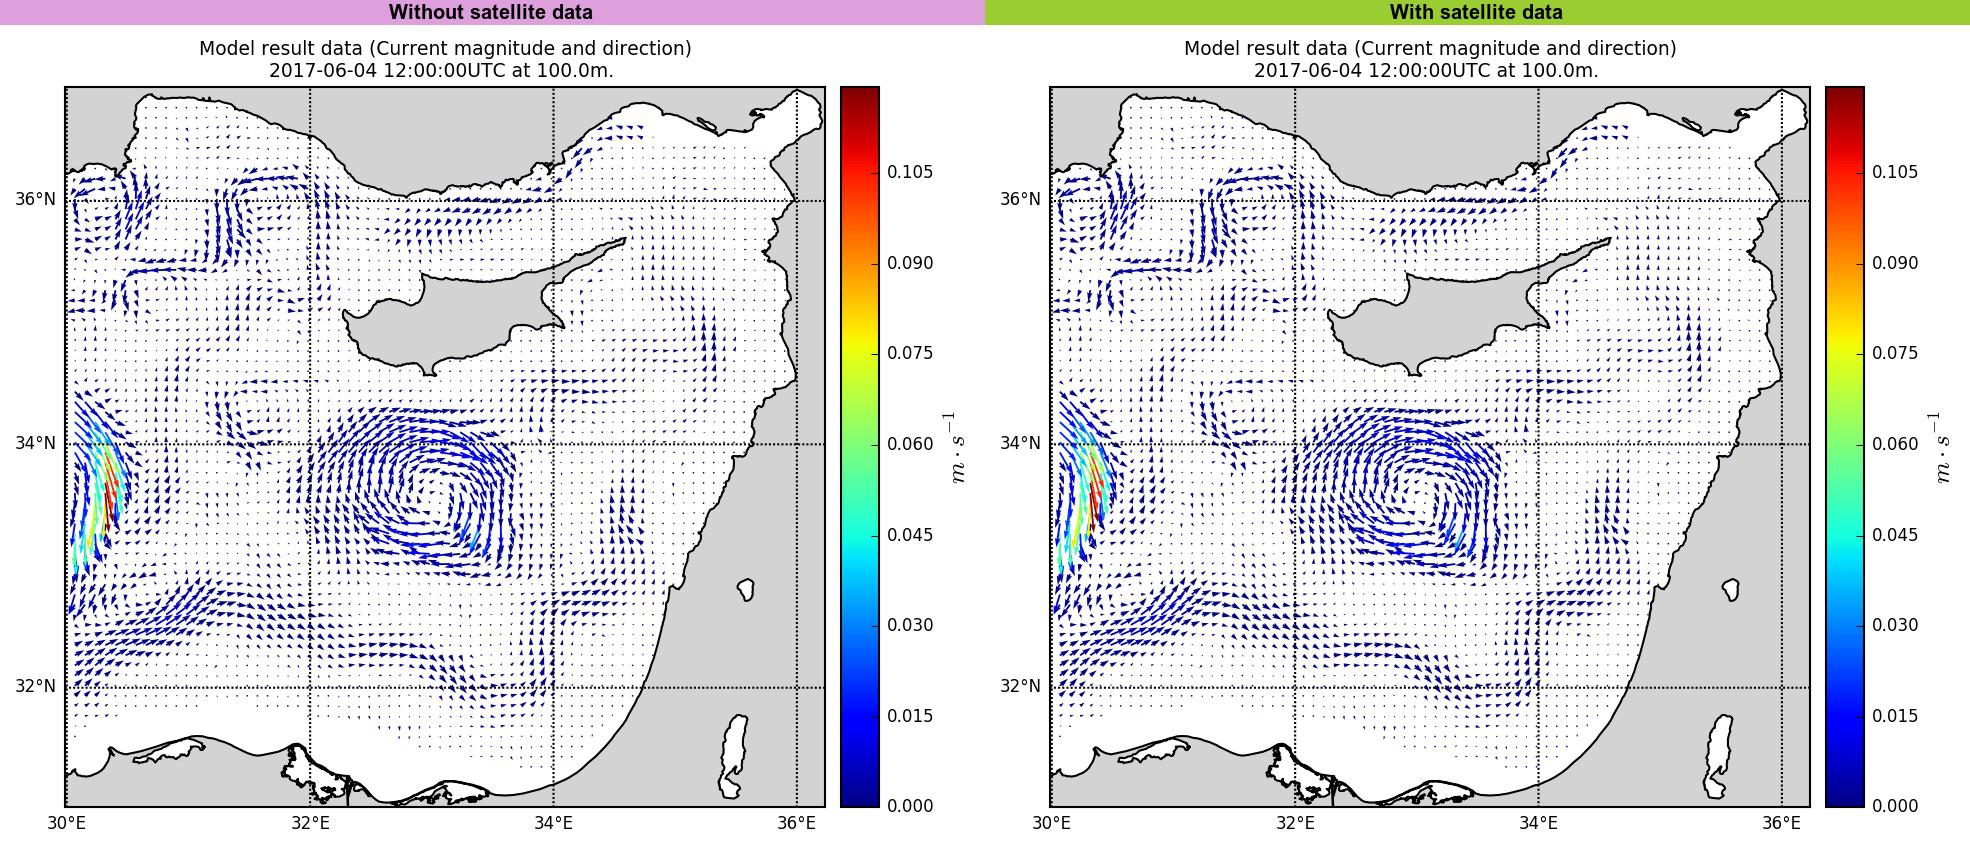 Without satellite data
Model result data (Current magnitude and direction)
2017-06-04 12:00:00UTC at 100.0m.
36°N
34°N
32°N
30°E 32°E 34°E 36°E
0.105
0.090
0.075
0.060
0.045
0.030
0.015
0.000
m · s⁻¹
With satellite data
Model result data (Current magnitude and direction)
2017-06-04 12:00:00UTC at 100.0m.
36°N
34°N
32°N
30°E 32°E 34°E 36°E
0.105
0.090
0.075
0.060
0.045
0.030
0.015
0.000
m · s⁻¹